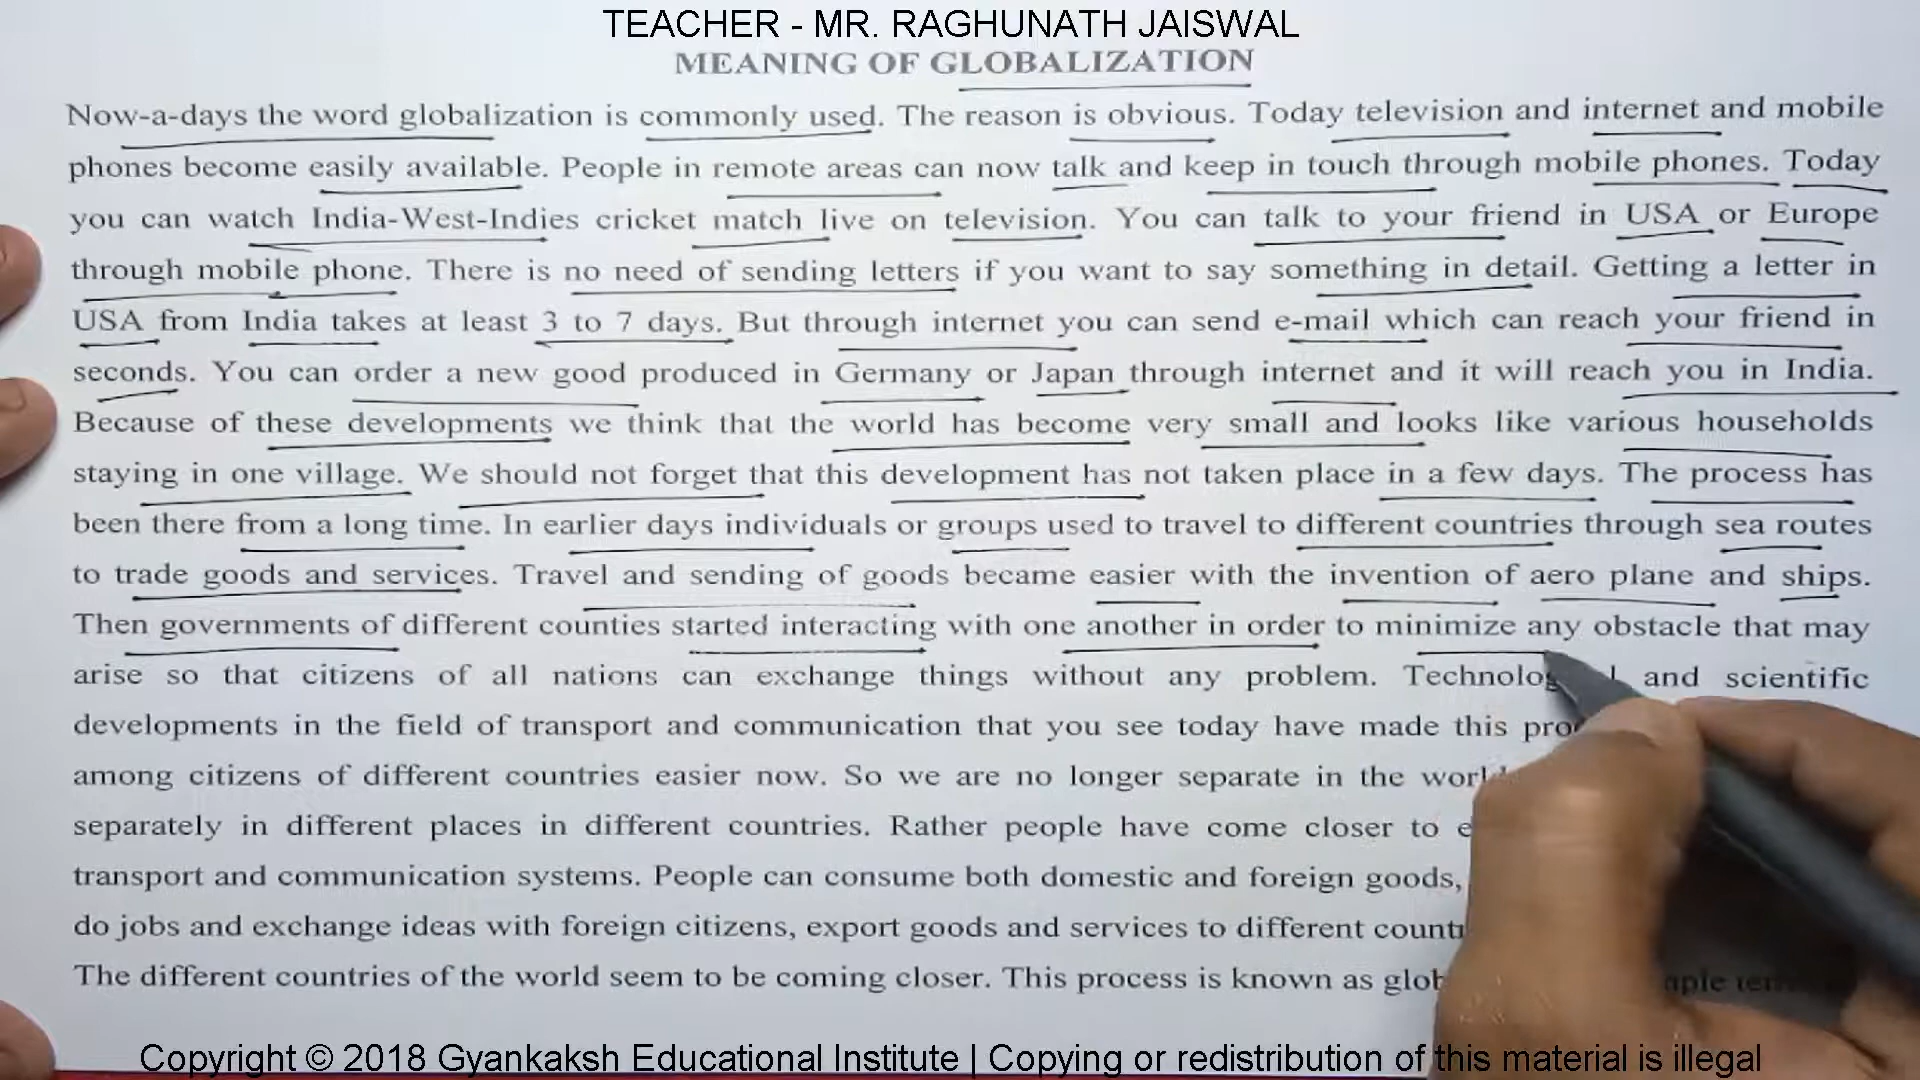 TEACHER - MR. RAGHUNATH JAISWAL
MEANING OF GLOBALIZATION
Now-a-days the word globalization is commonly used. The reason is obvious. Today television and internet and mobile
phones become easily available. People in remote areas can now talk and keep in touch through mobile phones. Today
you can watch India-West-Indies cricket match live on television. You can talk to your friend in USA or Europe
through mobile phone. There is no need of sending letters if you want to say something in detail. Getting a letter in
USA from India takes at least 3 to 7 days. But through internet you can send e-mail which can reach your friend in
seconds. You can order a new good produced in Germany or Japan through internet and it will reach you in India.
Because of these developments we think that the world has become very small and looks like various households
staying in one village. We should not forget that this development has not taken place in a few days. The process has
been there from a long time. In earlier days individuals or groups used to travel to different countries through sea routes
to trade goods and services. Travel and sending of goods became easier with the invention of aero plane and ships.
Then governments of different counties started interacting with one another in order to minimize any obstacle that may
arise so that citizens of all nations can exchange things without any problem. and scientific
developments in the field of transport and communication that you see today have made this
among citizens of different countries easier now. So we are no longer separate in the
separately in different places in different countries. Rather people have come closer to
transport and communication systems. People can consume both domestic and foreign goods,
do jobs and exchange ideas with foreign citizens, export goods and services to different
The different countries of the world seem to be coming closer. This process is known as
Copyright © 2018 Gyankaksh Educational Institute | Copying or redistribution of this material is illegal